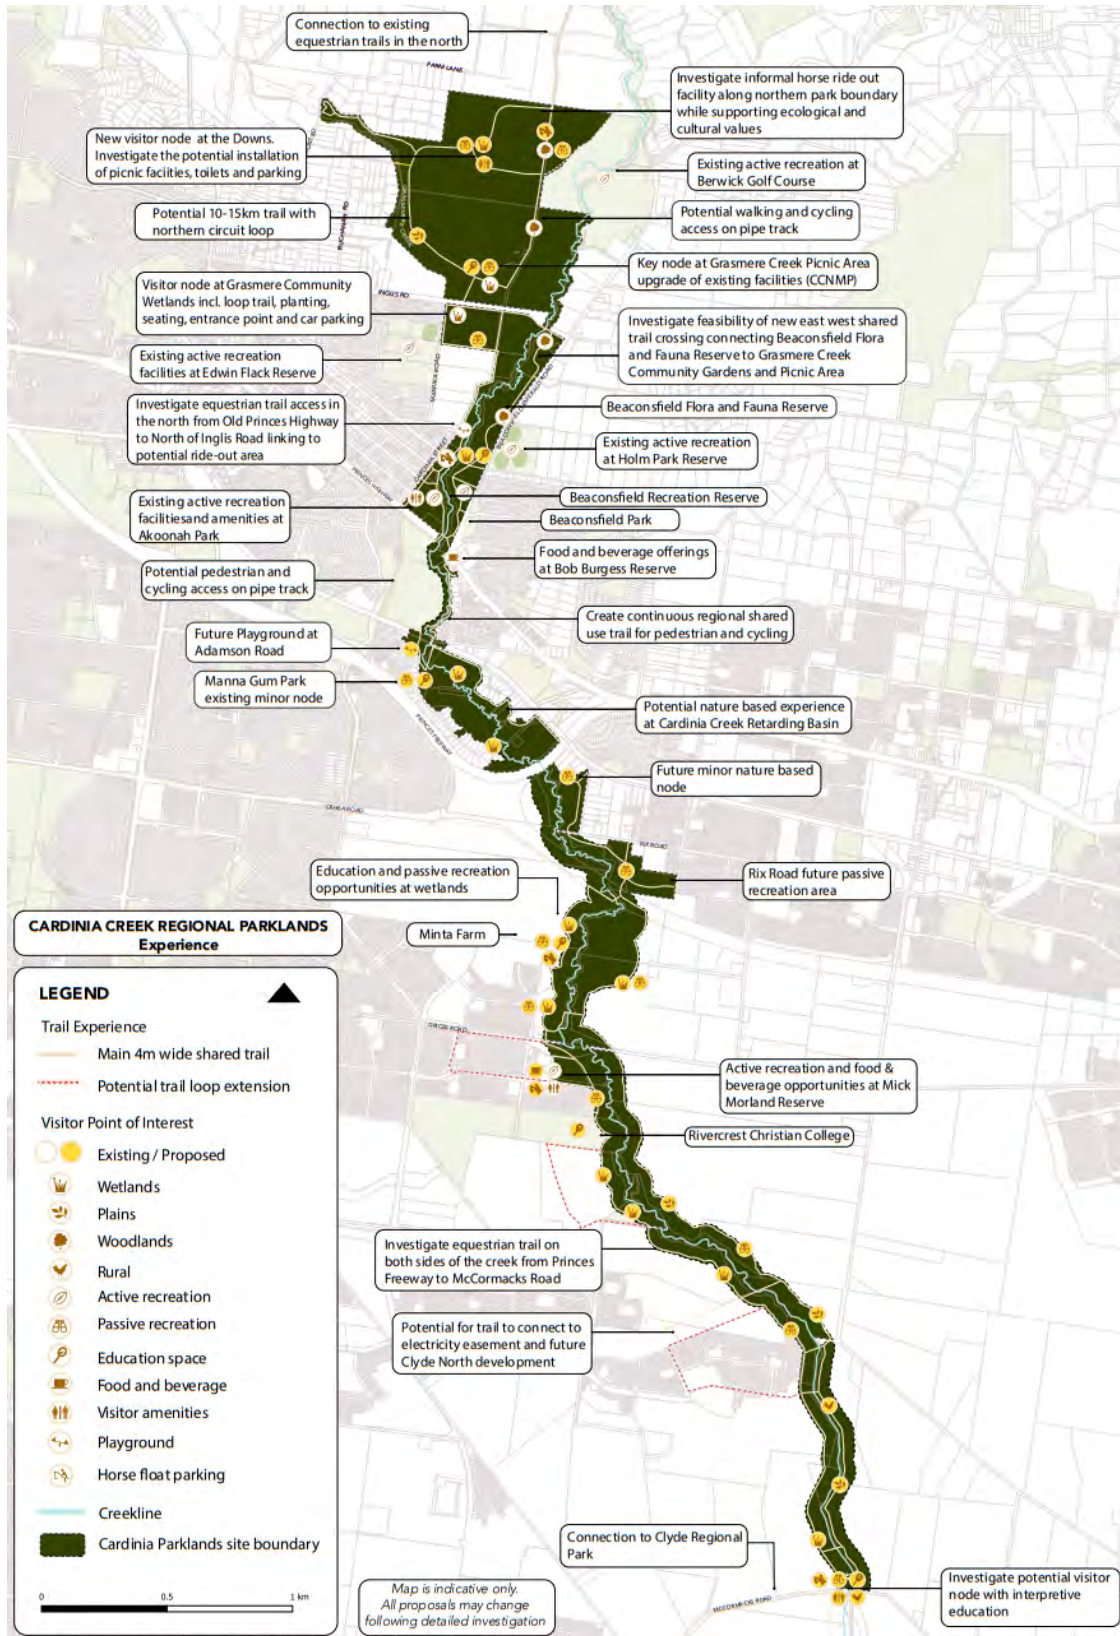 Connection to existing
equestrian trails in the north
Investigate informal horse ride out
facility along northern park boundary
while supporting ecological and
cultural values
New visitor node at the Downs.
Investigate the potential installation
of picnic facilities, toilets and parking
Existing active recreation at
Berwick Golf Course
Potential 10-15km trail with
northern circuit loop
Potential walking and cycling
access on pipe track
Key node at Grasmere Creek Picnic Area
upgrade of existing facilities (CCNMP)
Visitor node at Grasmere Community
Wetlands incl. loop trail, planting,
seating, entrance point and car parking
INGLIS RD
Investigate feasibility of new east west shared
trail crossing connecting Beaconsfield Flora
and Fauna Reserve to Grasmere Creek
Community Gardens and Picnic Area
Existing active recreation
facilities at Edwin Flack Reserve
Investigate equestrian trail access in
the north from Old Princes Highway
to North of Inglis Road linking to
potential ride-out area
Beaconsfield Flora and Fauna Reserve
Existing active recreation
at Holm Park Reserve
PRINCES HIGHWAY
Existing active recreation
facilitiesand amenities at
Akoonah Park
Beaconsfield Recreation Reserve
Beaconsfield Park
Food and beverage offerings
at Bob Burgess Reserve
Potential pedestrian and
cycling access on pipe track
Create continuous regional shared
use trail for pedestrian and cycling
Future Playground at
Adamson Road
Manna Gum Park
existing minor node
Potential nature based experience
at Cardinia Creek Retarding Basin
PRINCES FREEWAY
Future minor nature based
node
RIX ROAD
Education and passive recreation
opportunities at wetlands
Rix Road future passive
recreation area
Minta Farm
CARDINIA CREEK REGIONAL PARKLANDS
Experience
LEGEND
Trail Experience
Main 4m wide shared trail
Potential trail loop extension
Visitor Point of Interest
Existing / Proposed
Wetlands
Plains
Woodlands
Rural
Active recreation
Passive recreation
Education space
Food and beverage
Visitor amenities
Playground
Horse float parking
Creekline
Cardinia Parklands site boundary
0 0.5 1 km
Active recreation and food &
beverage opportunities at Mick
Morland Reserve
Rivercrest Christian College
Investigate equestrian trail on
both sides of the creek from Princes
Freeway to McCormacks Road
Potential for trail to connect to
electricity easement and future
Clyde North development
Connection to Clyde Regional
Park
MCCORMACKS ROAD
Investigate potential visitor
node with interpretive
education
Map is indicative only.
All proposals may change
following detailed investigation